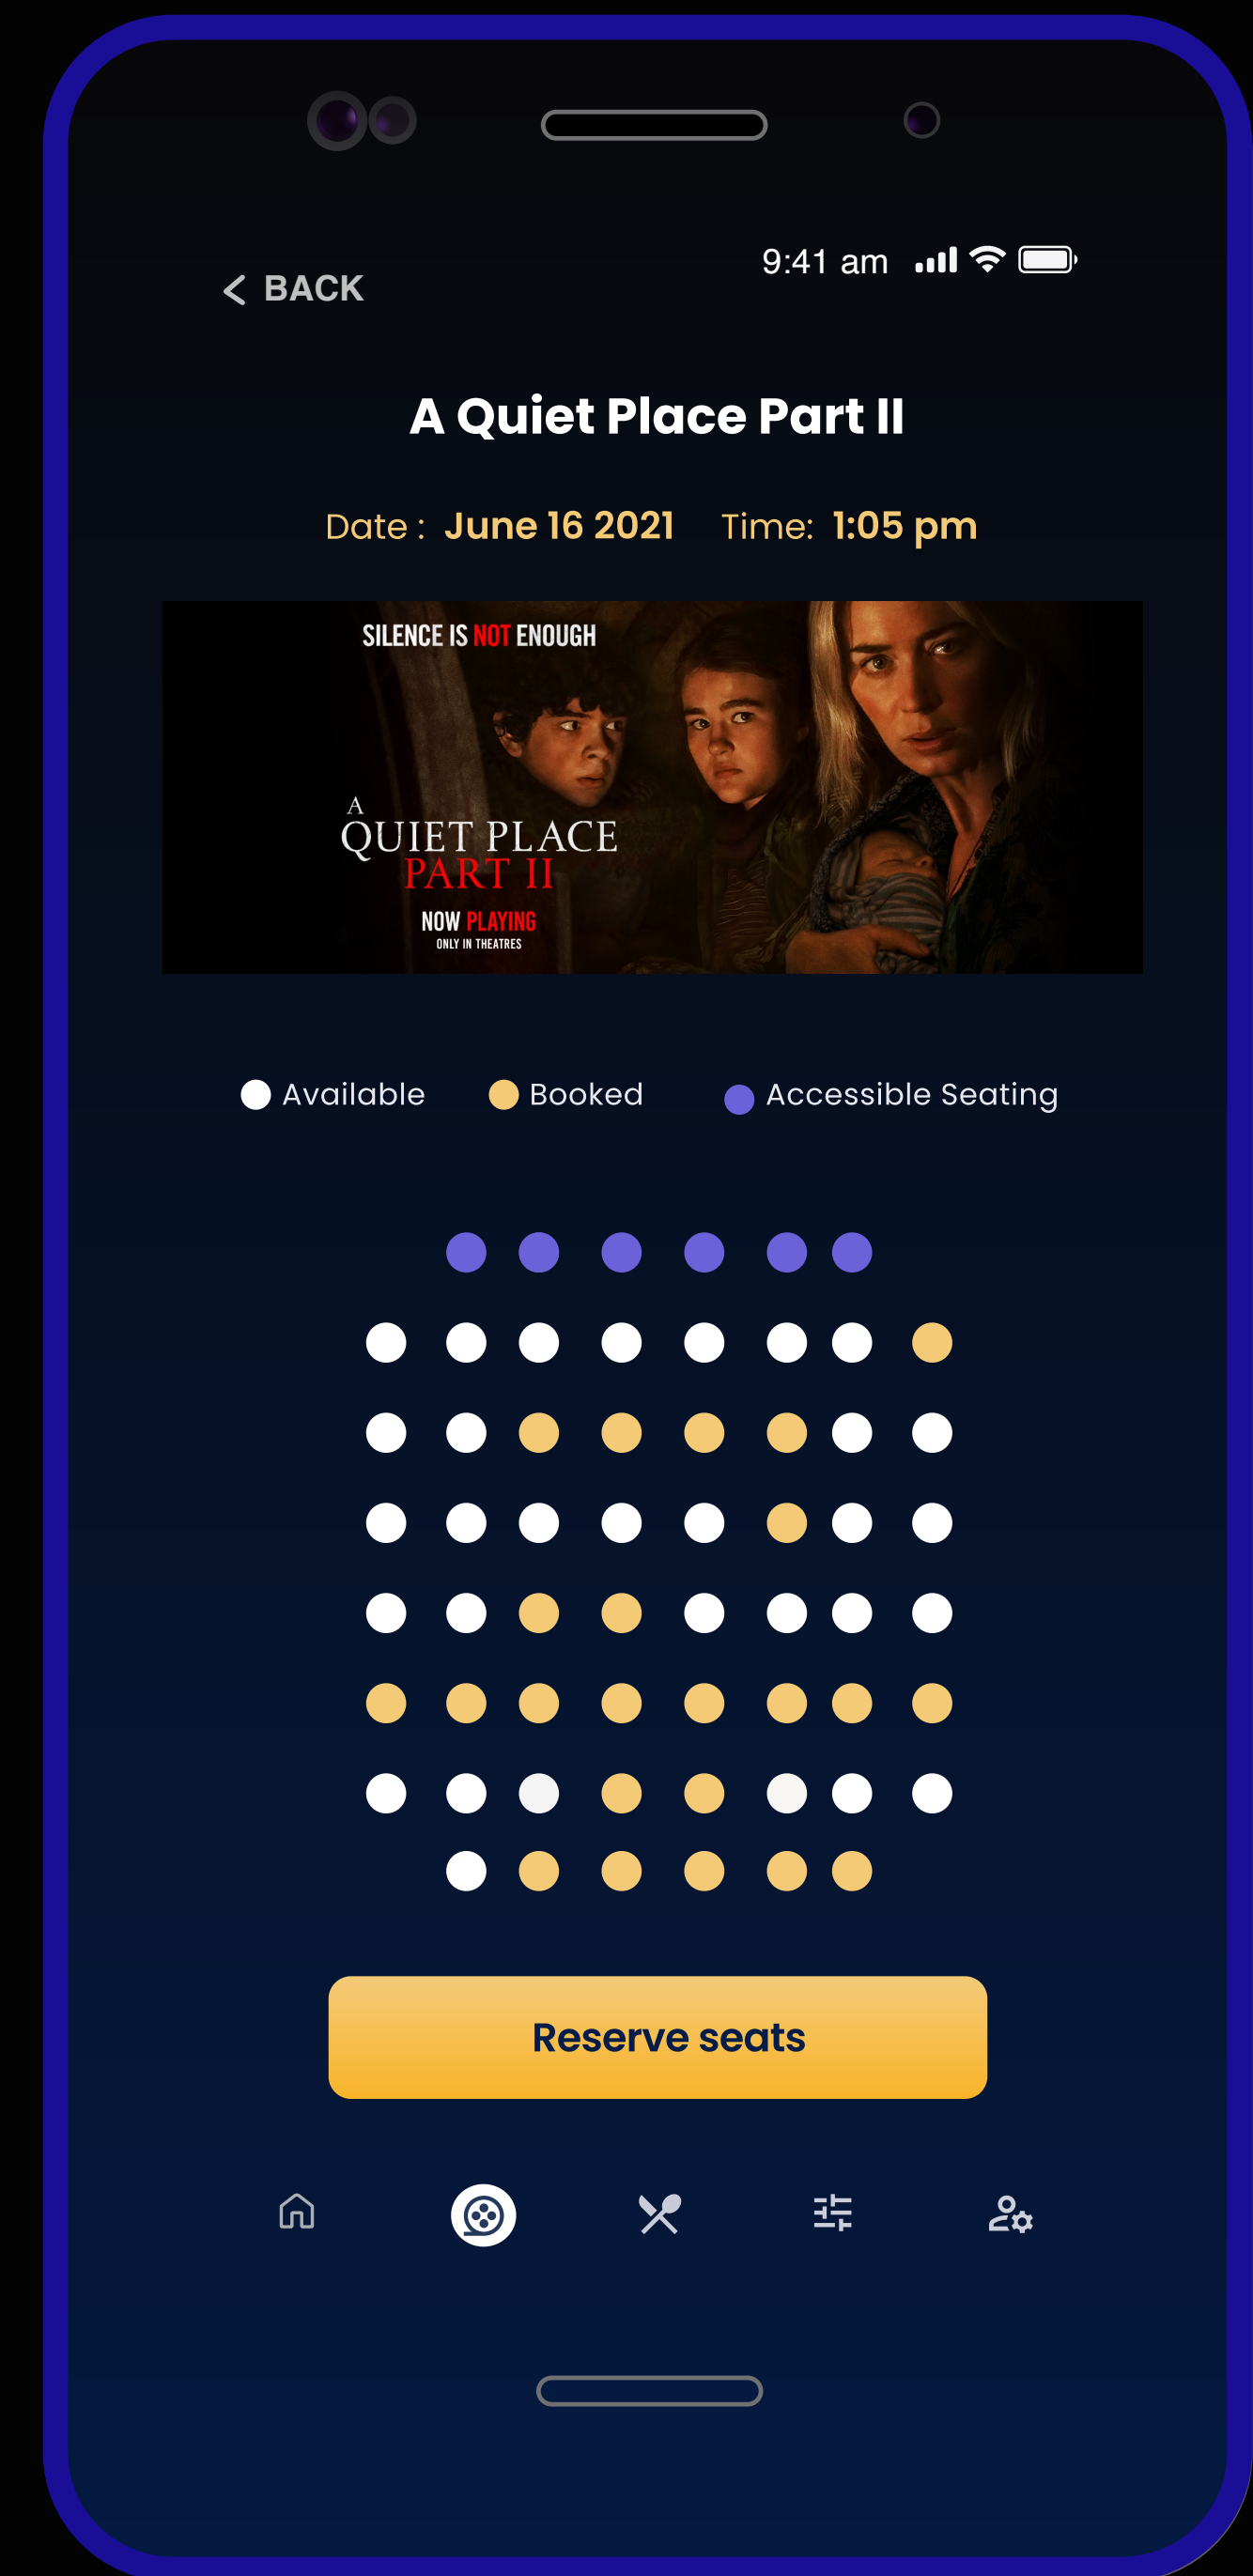 9:41 am
BACK
A Quiet Place Part II
Date : June 16 2021 Time: 1:05 pm
SILENCE IS NOT ENOUGH
A
QUIET PLACE
PART II
NOW PLAYING
ONLY IN THEATRES
Available Booked Accessible Seating
Reserve seats